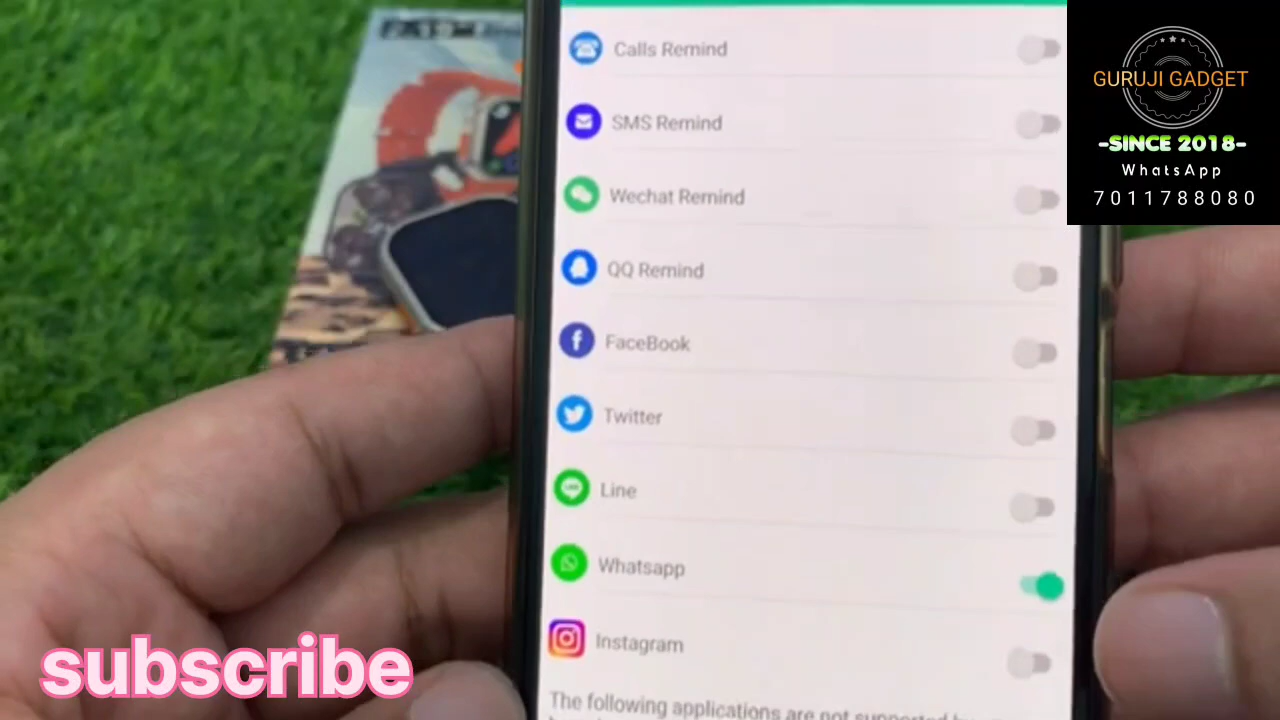 Calls Remind
SMS Remind
Wechat Remind
QQ Remind
FaceBook
Twitter
Line
Whatsapp
Instagram
The following applications are not supported by
GURUJI GADGET
-SINCE 2018-
WhatsApp
7011788080
subscribe